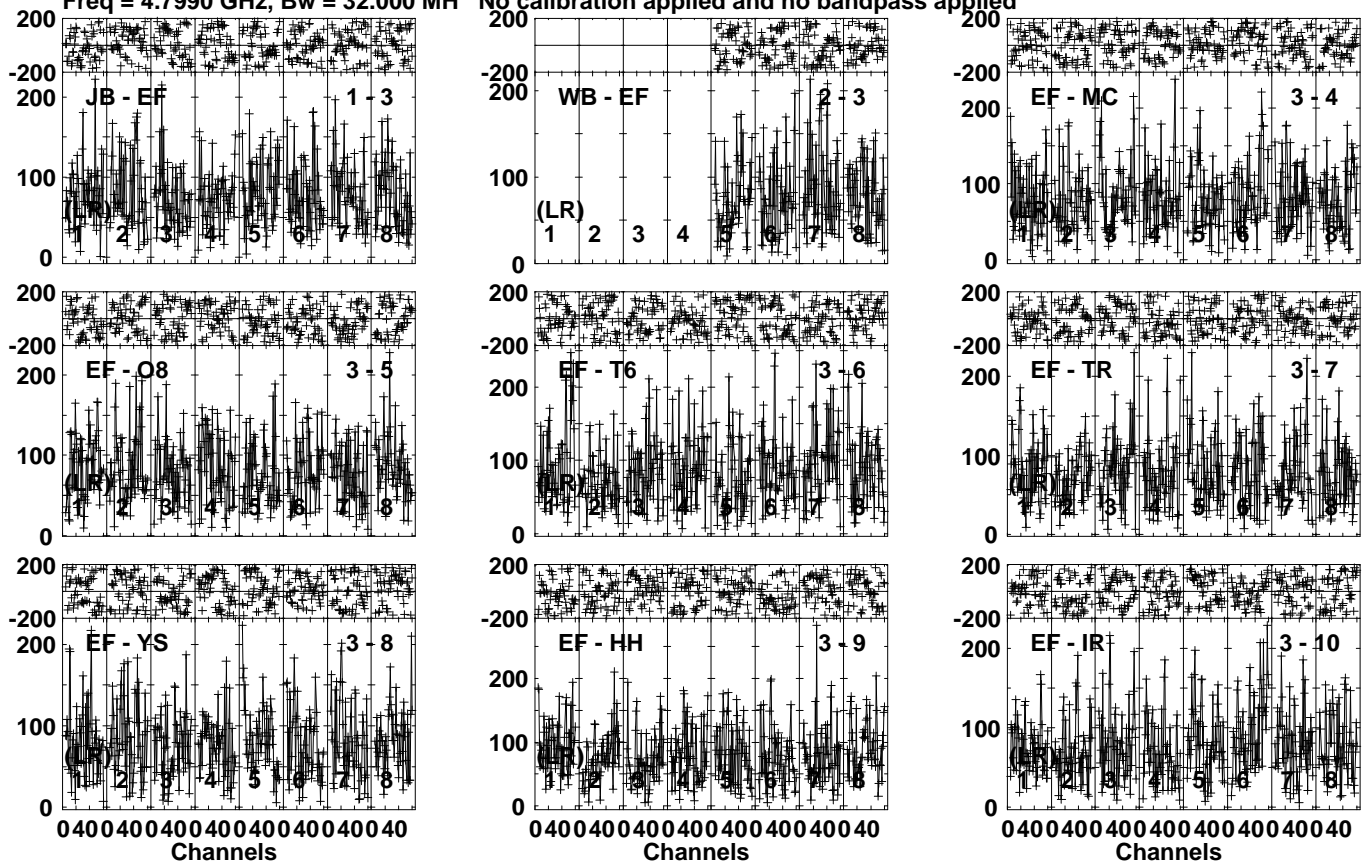 Freq = 4.7990 GHz, Bw = 32.000 MH No calibration applied and no bandpass applied
200
-200
JB - EF 1 - 3
200
100
(LR)
1 2 3 4 5 6 7 8
0
200
-200
WB - EF 2 - 3
200
100
(LR)
1 2 3 4 5 6 7 8
0
200
-200
EF - MC 3 - 4
200
100
(LR)
1 2 3 4 5 6 7 8
0
200
-200
EF - O8 3 - 5
200
100
(LR)
1 2 3 4 5 6 7 8
0
200
-200
EF - T6 3 - 6
200
100
(LR)
1 2 3 4 5 6 7 8
0
200
-200
EF - TR 3 - 7
200
100
(LR)
1 2 3 4 5 6 7 8
0
200
-200
EF - YS 3 - 8
200
100
(LR)
1 2 3 4 5 6 7 8
0
0 40 0 40 0 40 0 40 0 40 0 40 0 40 0 40
Channels
200
-200
EF - HH 3 - 9
200
100
(LR)
1 2 3 4 5 6 7 8
0
0 40 0 40 0 40 0 40 0 40 0 40 0 40 0 40
Channels
200
-200
EF - IR 3 - 10
200
100
(LR)
1 2 3 4 5 6 7 8
0
0 40 0 40 0 40 0 40 0 40 0 40 0 40 0 40
Channels